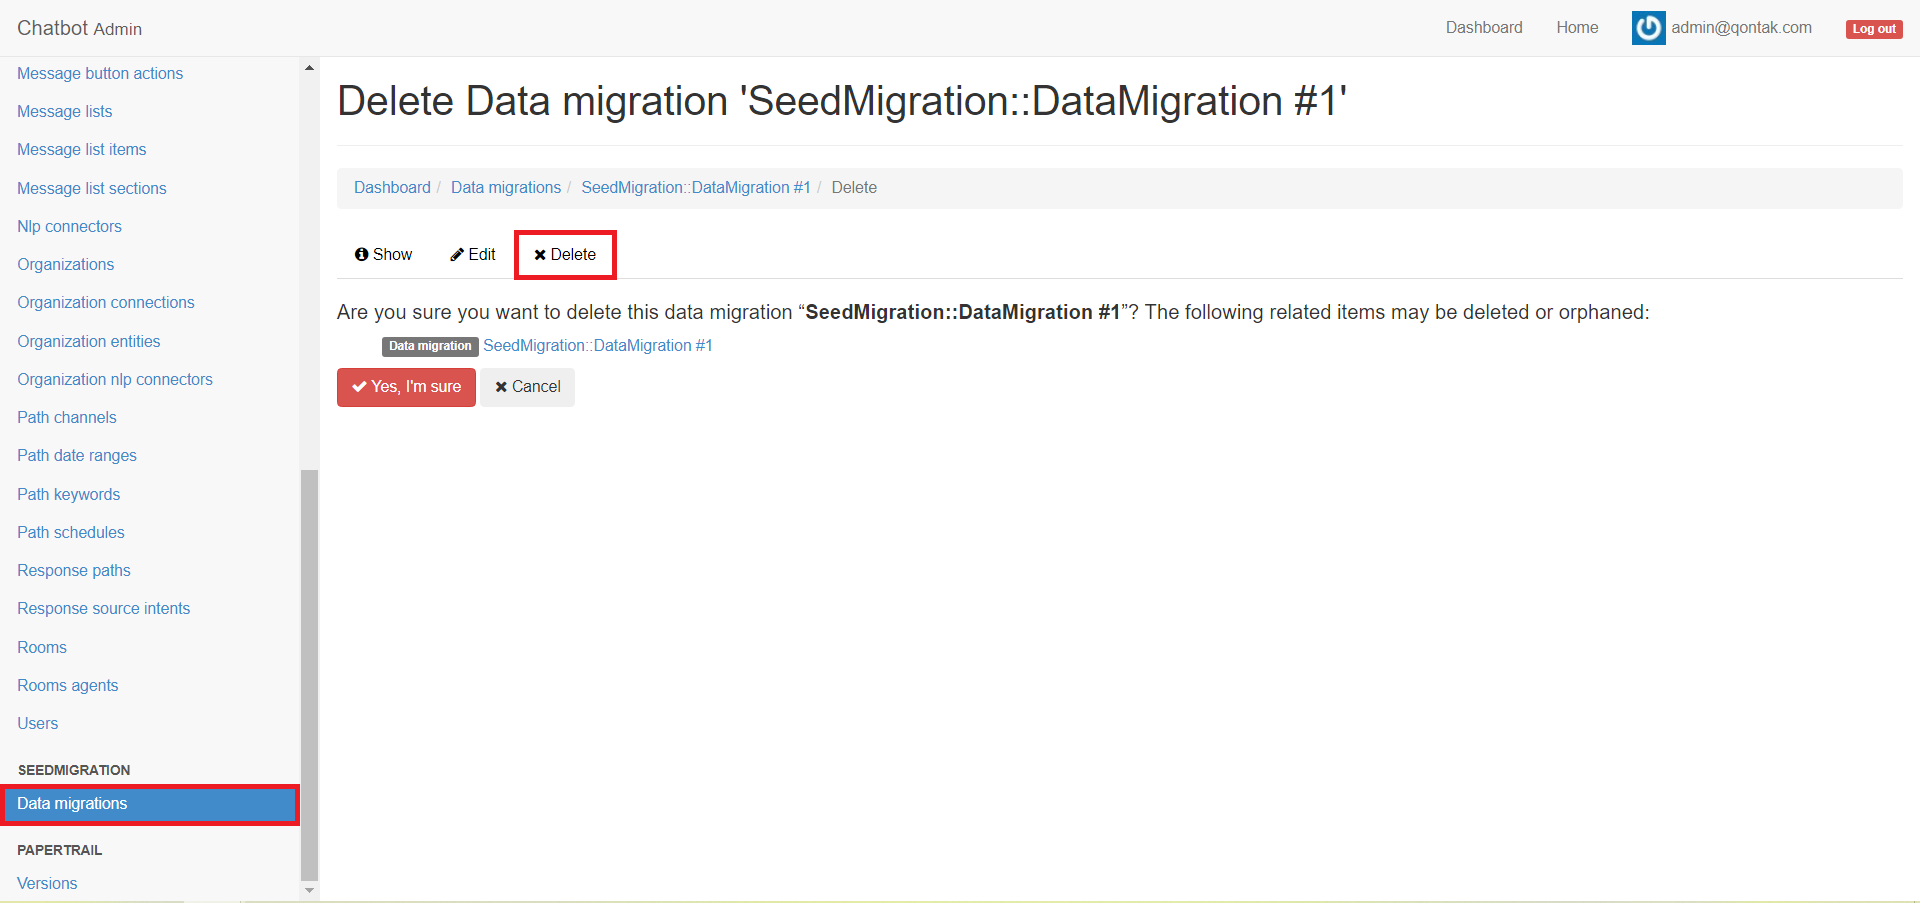 Chatbot Admin
Dashboard
Home
admin@qontak.com
Log out
Message button actions
Message lists
Message list items
Message list sections
Nlp connectors
Organizations
Organization connections
Organization entities
Organization nlp connectors
Path channels
Path date ranges
Path keywords
Path schedules
Response paths
Response source intents
Rooms
Rooms agents
Users
SEEDMIGRATION
Data migrations
PAPERTRAIL
Versions
Delete Data migration 'SeedMigration::DataMigration #1'
Dashboard / Data migrations / SeedMigration::DataMigration #1 / Delete
Show
Edit
Delete
Are you sure you want to delete this data migration “SeedMigration::DataMigration #1”? The following related items may be deleted or orphaned:
Data migration SeedMigration::DataMigration #1
Yes, I'm sure
Cancel